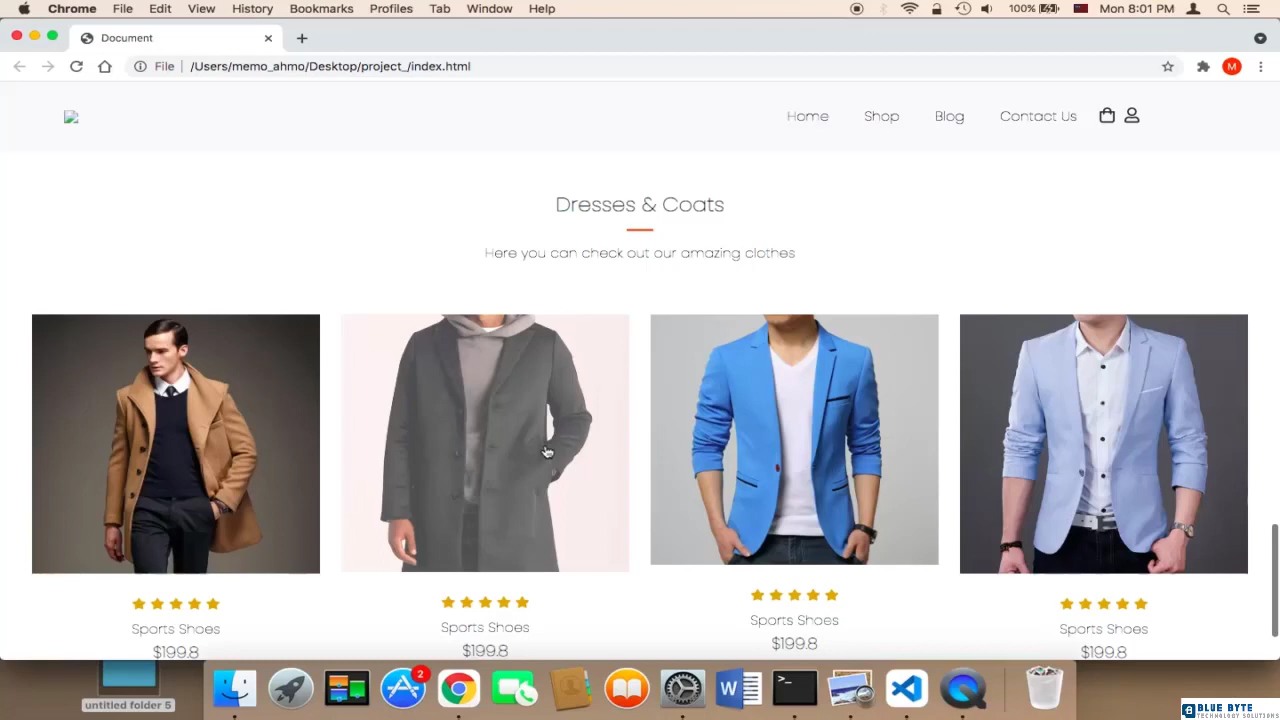 Chrome File Edit View History Bookmarks Profiles Tab Window Help 100% Mon 8:01 PM
Document
File /Users/memo_ahmo/Desktop/project_/index.html M
Home Shop Blog Contact Us
Dresses & Coats
Here you can check out our amazing clothes
Sports Shoes Sports Shoes Sports Shoes Sports Shoes
$199.8 $199.8 $199.8 $199.8
2
untitled folder 5
BLUE BYTE
TECHNOLOGY SOLUTIONS